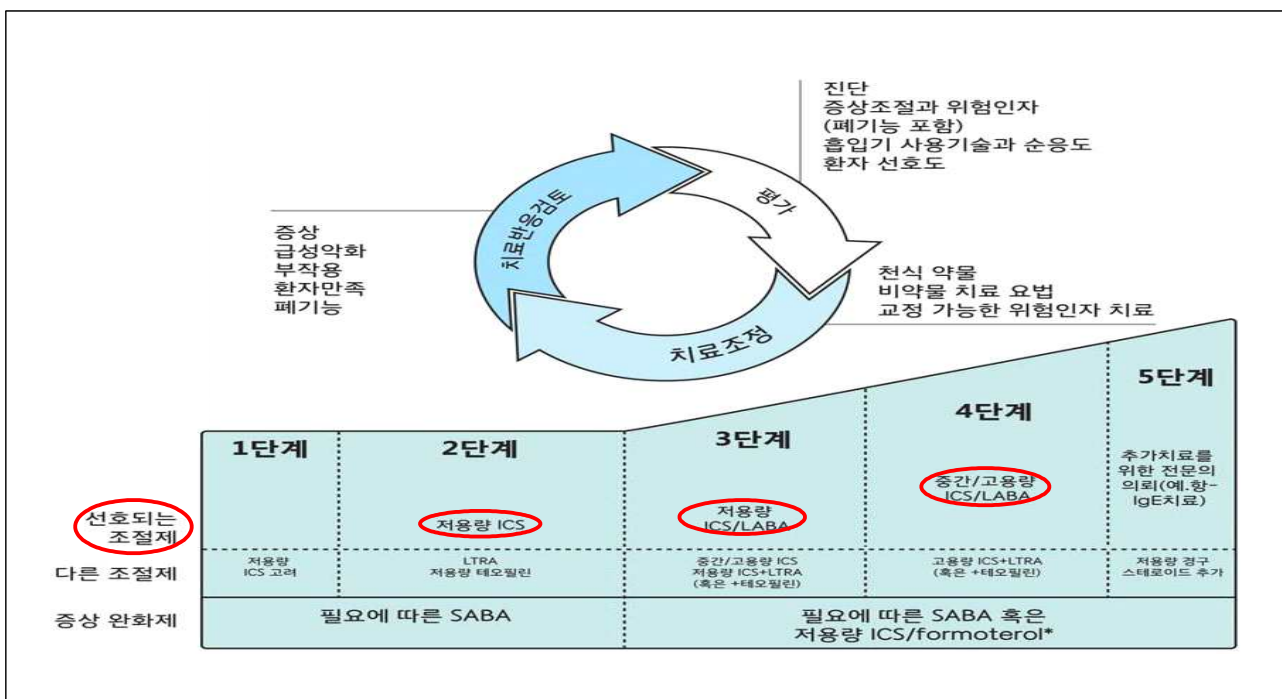 진단
증상조절과 위험인자
(폐기능 포함)
흡입기 사용기술과 순응도
환자 선호도
평가
치료반응검토
증상
급성악화
부작용
환자만족
폐기능
천식 약물
비약물 치료 요법
교정 가능한 위험인자 치료
치료조정
1단계
2단계
3단계
4단계
5단계
선호되는
조절제
저용량 ICS
저용량
ICS/LABA
중간/고용량
ICS/LABA
추가치료를
위한 전문의
의뢰(예.항-
IgE치료)
다른 조절제
저용량
ICS 고려
LTRA
저용량 테오필린
중간/고용량 ICS
저용량 ICS+LTRA
(혹은 +테오필린)
고용량 ICS+LTRA
(혹은 +테오필린)
저용량 경구
스테로이드 추가
증상 완화제
필요에 따른 SABA
필요에 따른 SABA 혹은
저용량 ICS/formoterol*